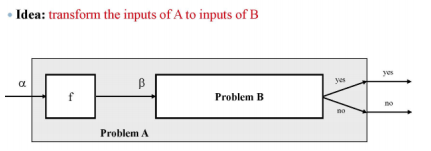 • Idea: transform the inputs of A to inputs of B
α
f
β
Problem B
yes
no
yes
no
Problem A